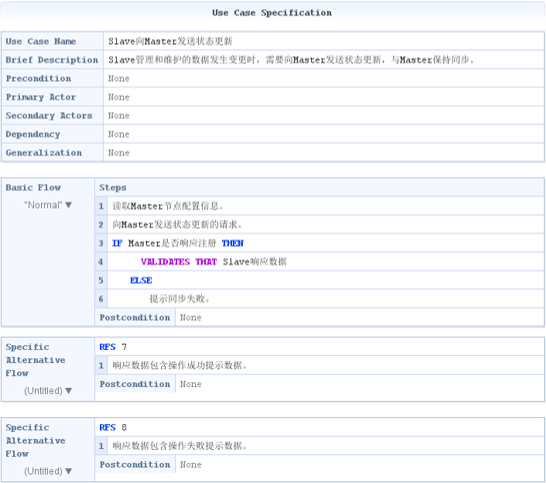 Use Case Specification
Use Case Name Slave向Master发送状态更新
Brief Description Slave管理和维护的数据发生变更时，需要向Master发送状态更新，与Master保持同步。
Precondition None
Primary Actor None
Secondary Actors None
Dependency None
Generalization None
Basic Flow Steps
"Normal" ▼
1 读取Master节点配置信息。
2 向Master发送状态更新的请求。
3 IF Master是否响应注册 THEN
4 VALIDATES THAT Slave响应数据
5 ELSE
6 提示同步失败。
Postcondition None
Specific Alternative Flow RFS 7
(Untitled) ▼
1 响应数据包含操作成功提示数据。
Postcondition None
Specific Alternative Flow RFS 8
(Untitled) ▼
1 响应数据包含操作失败提示数据。
Postcondition None